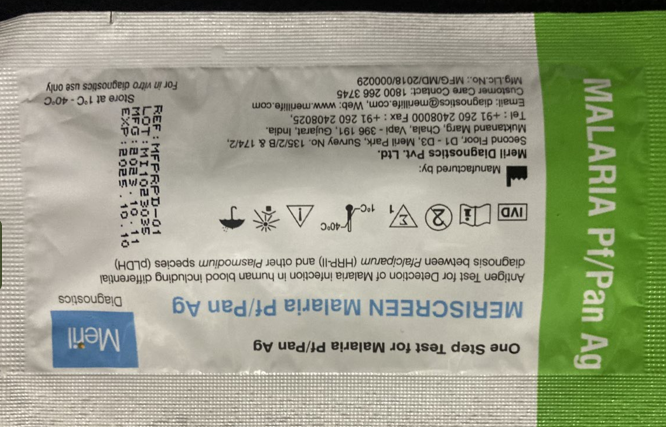 MALARIA Pf/Pan Ag
One Step Test for Malaria Pf/Pan Ag
Meril
Diagnostics
MERISCREEN Malaria Pf/Pan Ag
Antigen Test for Detection of Malaria infection in human blood including differential
diagnosis between P.falciparum (HRP-II) and other Plasmodium species (pLDH)
IVD
i
2
Σ
1
1°C
40°C
Manufactured by:
Meril Diagnostics Pvt. Ltd.
Second Floor, D1 - D3, Meril Park, Survey No. 135/2/B & 174/2,
Muktanand Marg, Chala, Vapi - 396 191, Gujarat, India.
Tel : +91 260 2408000 Fax : +91 260 2408025,
Email: diagnostics@merillife.com, Web: www.merillife.com
Customer Care Contact: 1800 266 3745
Mfg.Lic.No.: MFG/MD/2018/000029
REF:MFPRPD-01
LOT:MI1023035
MFG:2023.10.11
EXP:2025.10.10
Store at 1°C - 40°C
For in vitro diagnostics use only